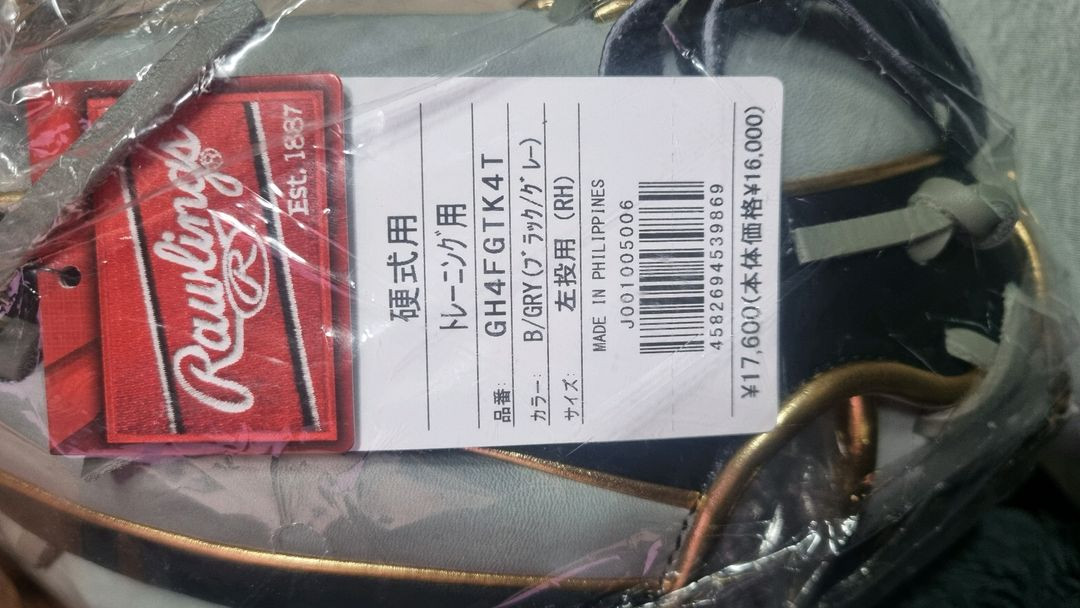 Rawlings®
R
Est. 1887
硬式用
トレーニング用
品番: GH4FGTK4T
カラー: B/GRY(ﾌﾞﾗｯｸ/ｸﾞﾚｰ)
サイズ: 左投用 (RH)
MADE IN PHILIPPINES
J001005006
4582694539869
¥17,600(本体価格¥16,000)